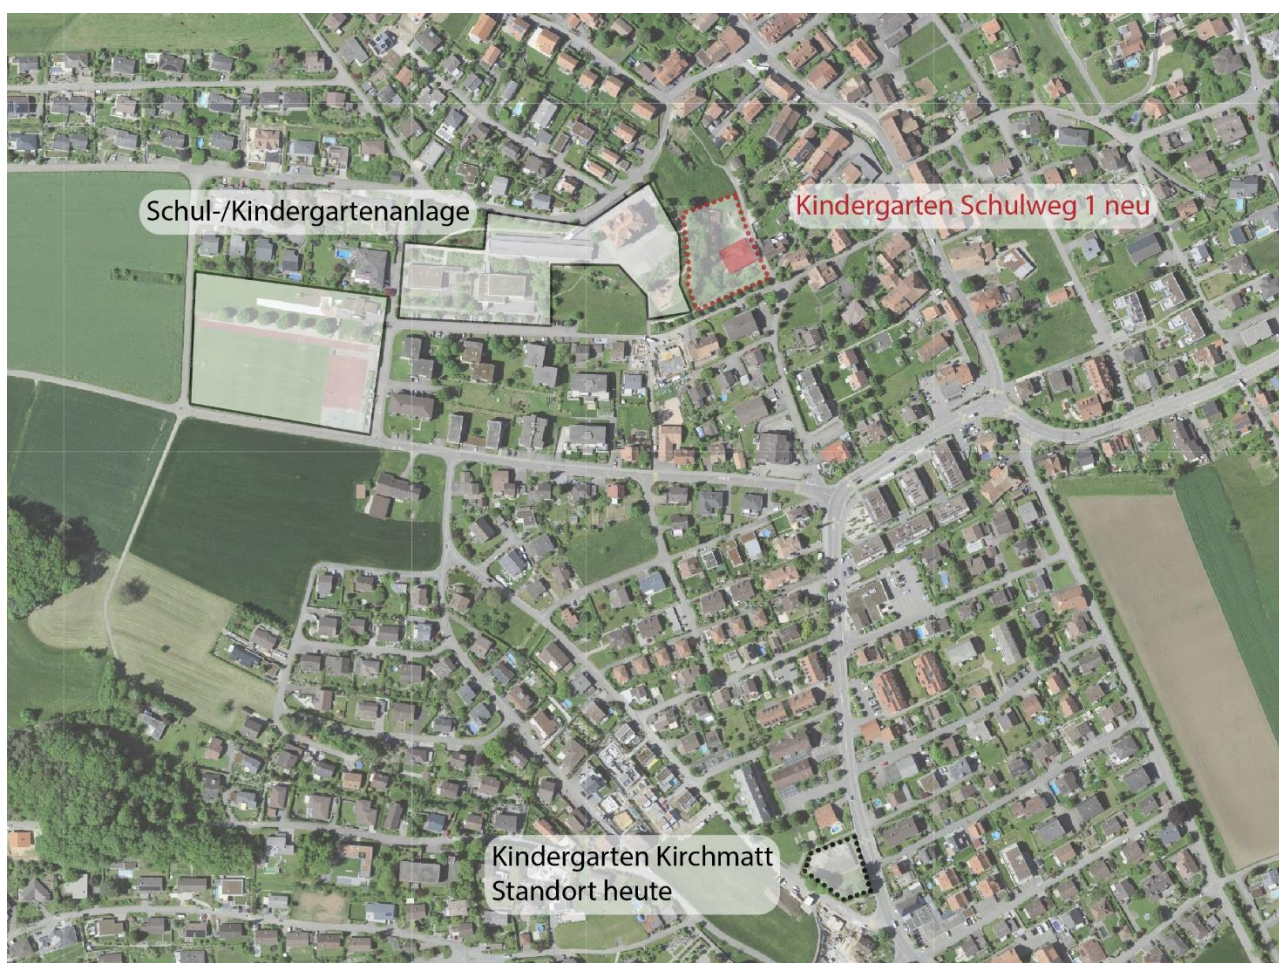 Schul-/Kindergartenanlage
Kindergarten Schulweg 1 neu
Kindergarten Kirchmatt
Standort heute